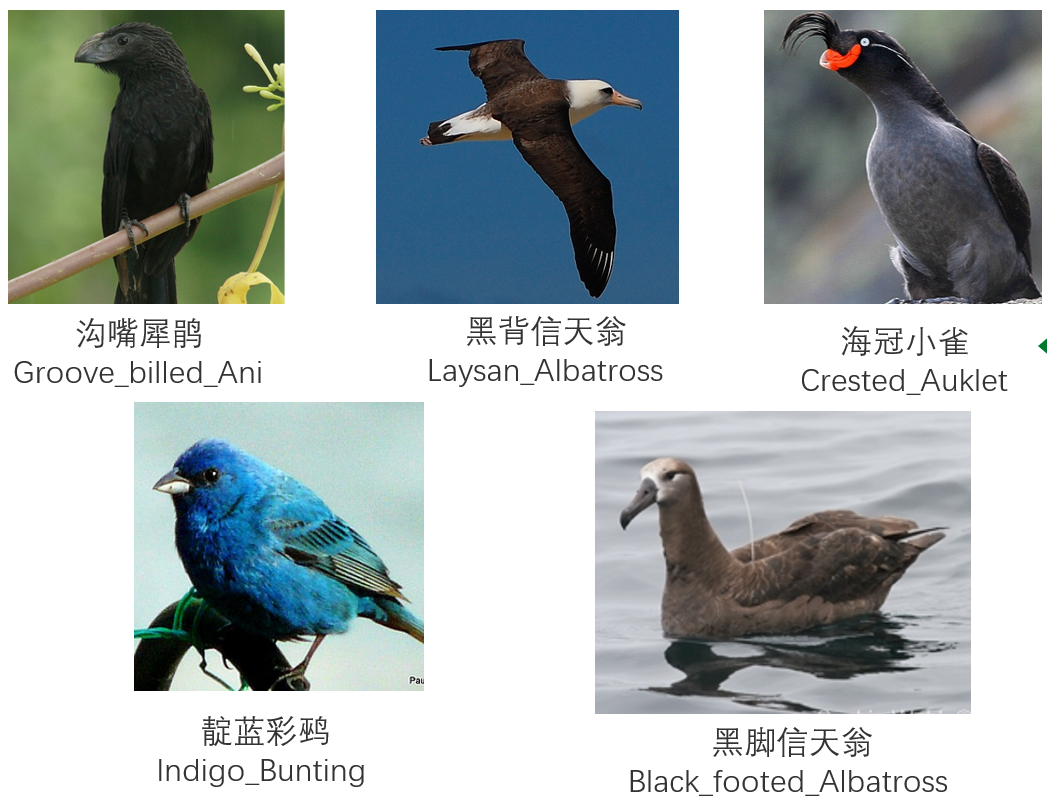 沟嘴犀鹃
Groove_billed_Ani
黑背信天翁
Laysan_Albatross
海冠小雀
Crested_Auklet
Pau
靛蓝彩鹀
Indigo_Bunting
黑脚信天翁
Black_footed_Albatross